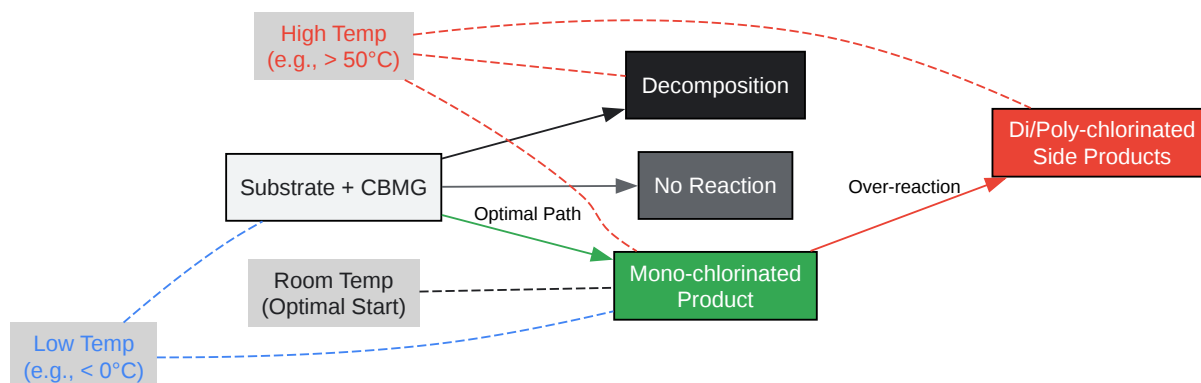 High Temp
(e.g., > 50°C)
Decomposition
Di/Poly-chlorinated
Side Products
Substrate + CBMG
No Reaction
Over-reaction
Optimal Path
Room Temp
(Optimal Start)
Mono-chlorinated
Product
Low Temp
(e.g., < 0°C)